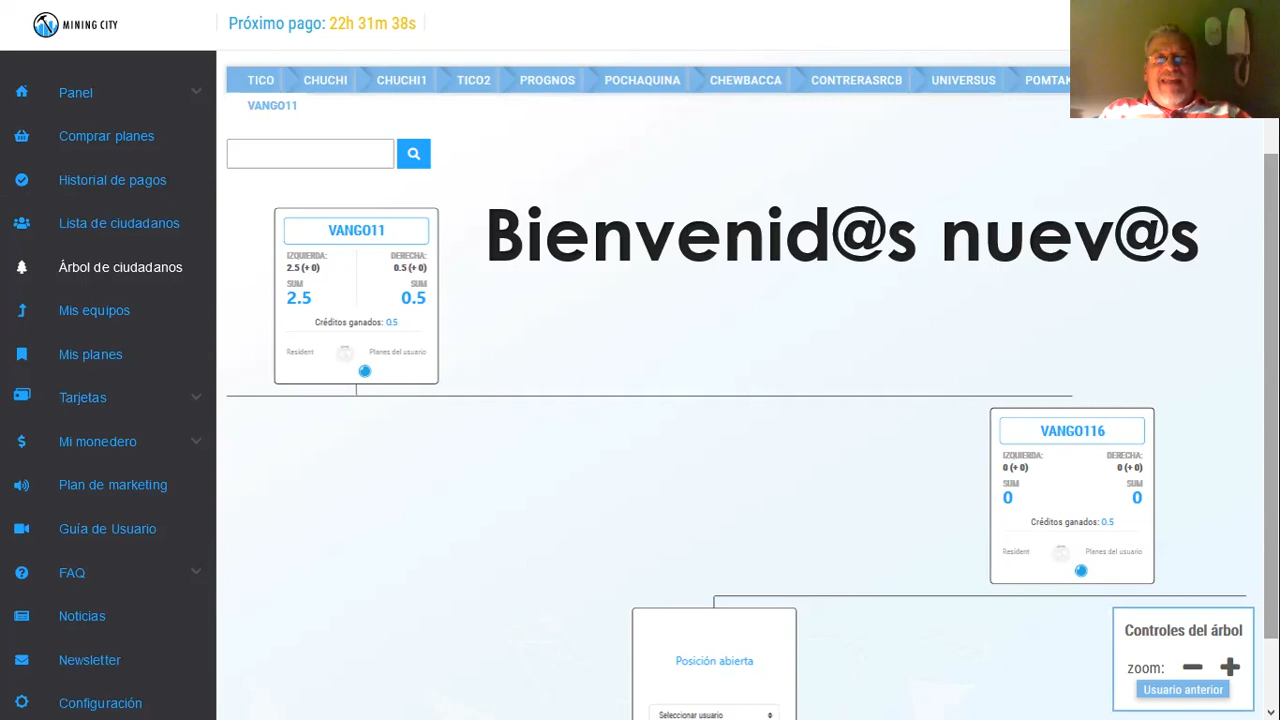 MINING CITY
Próximo pago: 22h 31m 38s
TICO CHUCHI CHUCHI1 TICO2 PROGNOS POCHAQUINA CHEWBACCA CONTRERASRCB UNIVERSUS
VANGO11
Panel
Comprar planes
Historial de pagos
Lista de ciudadanos
Árbol de ciudadanos
Mis equipos
Mis planes
Tarjetas
Mi monedero
Plan de marketing
Guía de Usuario
FAQ
Noticias
Newsletter
Configuración
Bienvenid@s nuev@s
VANGO11
IZQUIERDA: DERECHA:
2.5 (+ 0) 0.5 (+ 0)
SUM SUM
2.5 0.5
Créditos ganados: 0.5
Resident Planes del usuario
VANGO116
IZQUIERDA: DERECHA:
0 (+ 0) 0 (+ 0)
SUM SUM
0 0
Créditos ganados: 0.5
Resident Planes del usuario
Posición abierta
Seleccionar usuario
Controles del árbol
zoom:
Usuario anterior